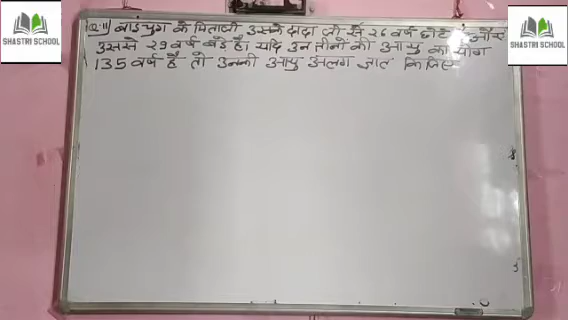 Q.11) बाइचुंग के पिताजी उसके दादा जी से 26 वर्ष छोटे और
उससे 29 वर्ष बड़े है। यदि उन तीनों की आयु का योग
135 वर्ष है तो उनकी आयु अलग ज्ञात किजिए
SHASTRI SCHOOL
SHASTRI SCHOOL